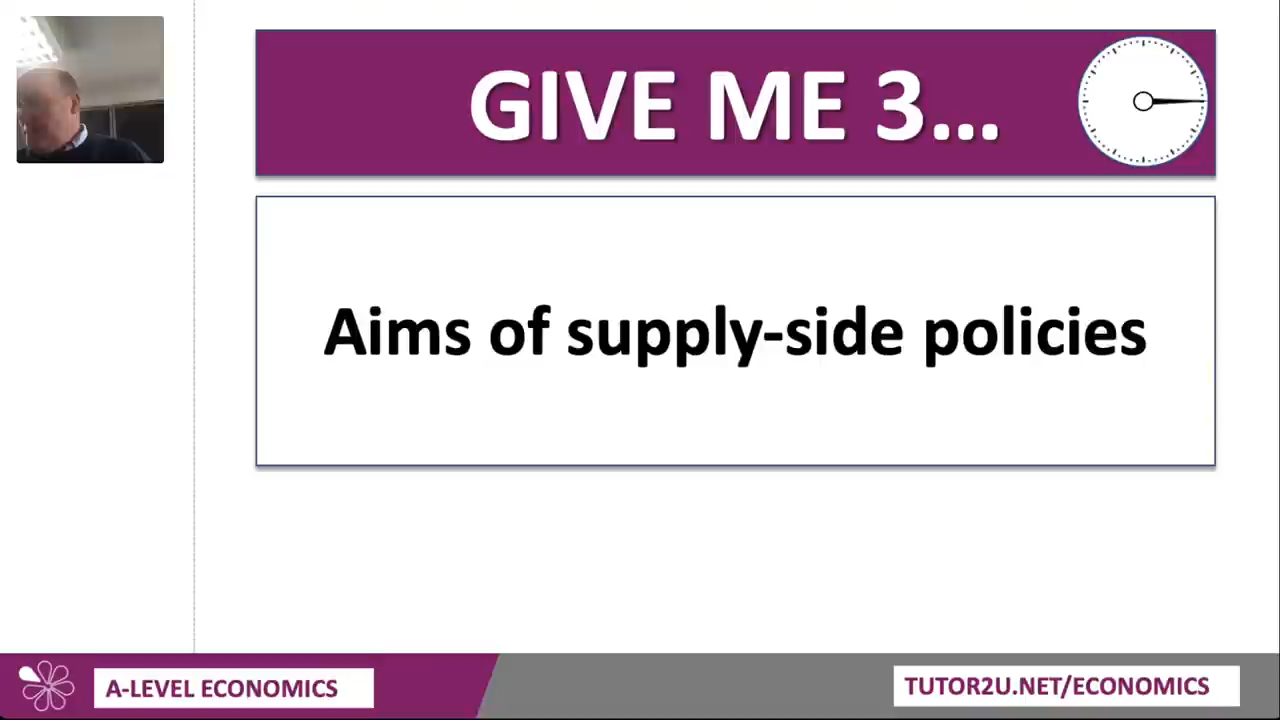 GIVE ME 3...
Aims of supply-side policies
A-LEVEL ECONOMICS
TUTOR2U.NET/ECONOMICS